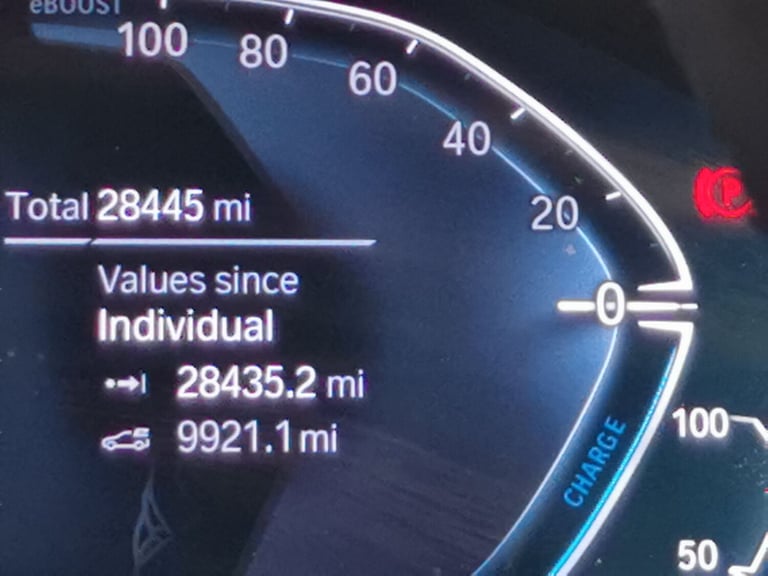 eBOOST
100
80
60
40
20
0
Total 28445 mi
Values since
Individual
28435.2 mi
9921.1 mi
CHARGE
100
50
P